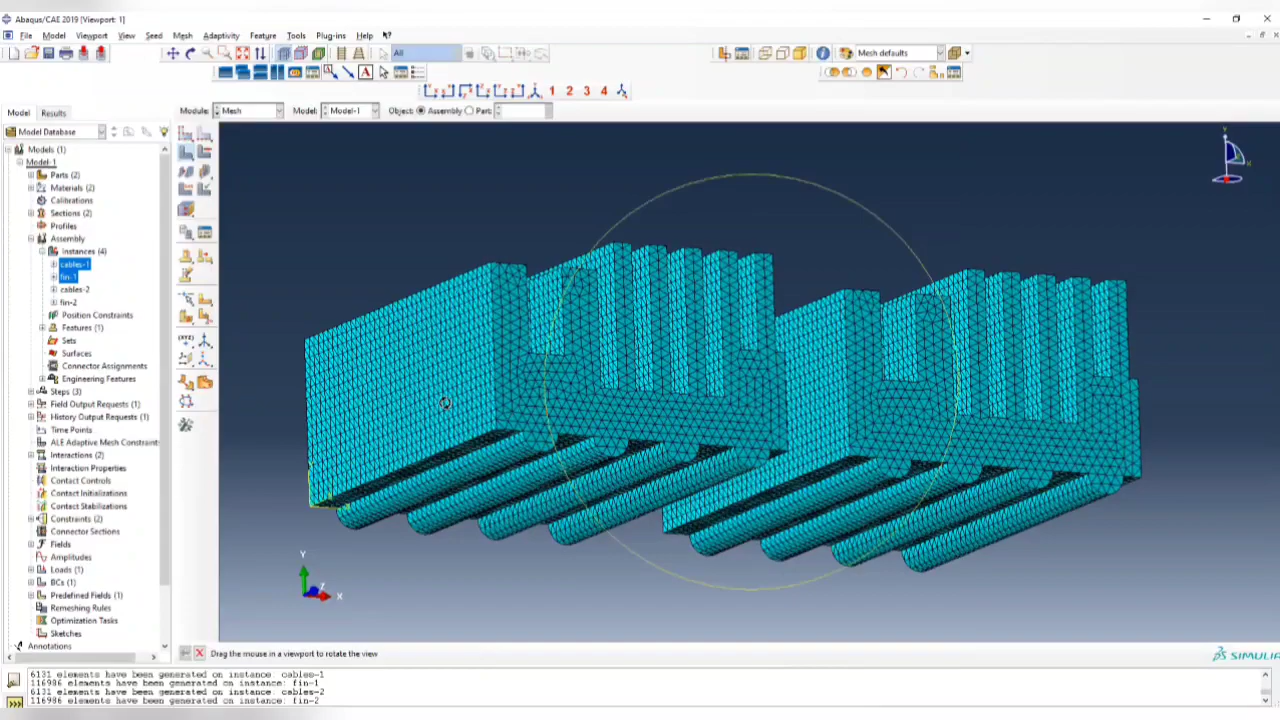 Abaqus/CAE 2019 [Viewport: 1]
File Model Viewport View Seed Mesh Adaptivity Feature Tools Plug-ins Help
All
Mesh defaults
1 2 3 4
Model Results
Module: Mesh Model: Model-1 Object: Assembly Part:
Model Database
Models (1)
Model-1
Parts (2)
Materials (2)
Calibrations
Sections (2)
Profiles
Assembly
Instances (4)
cables-1
fin-1
cables-2
fin-2
Position Constraints
Features (1)
Sets
Surfaces
Connector Assignments
Engineering Features
Steps (3)
Field Output Requests (1)
History Output Requests (1)
Time Points
ALE Adaptive Mesh Constraint
Interactions (2)
Interaction Properties
Contact Controls
Contact Initializations
Contact Stabilizations
Constraints (2)
Connector Sections
Fields
Amplitudes
Loads (1)
BCs (1)
Predefined Fields (1)
Remeshing Rules
Optimization Tasks
Sketches
Annotations
Y
X
Y
Z
X
Drag the mouse in a viewport to rotate the view
SIMULIA
6131 elements have been generated on instance: cables-1
116986 elements have been generated on instance: fin-1
6131 elements have been generated on instance: cables-2
116986 elements have been generated on instance: fin-2